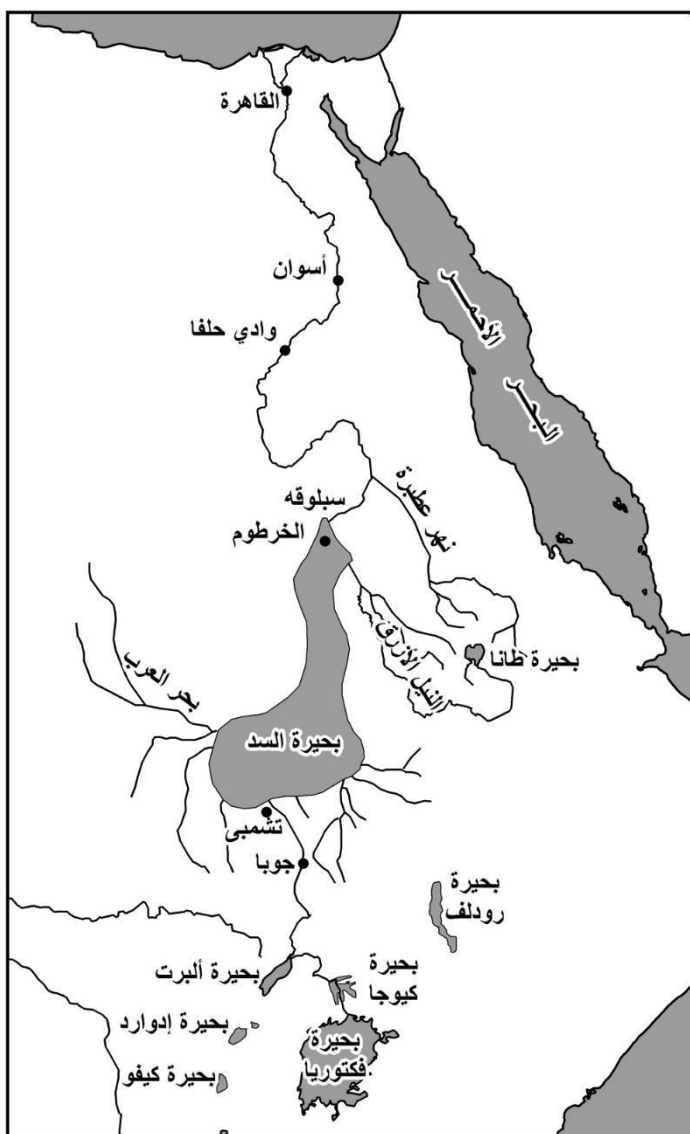 القاهرة
أسوان
وادي حلفا
البحر
الأحمر
نهر عطبرة
سبلوقه
الخرطوم
النيل الأزرق
بحيرة طانا
بحر العرب
بحيرة السد
تشمبى
جوبا
بحيرة
رودلف
بحيرة ألبرت
بحيرة
كيوجا
بحيرة إدوارد
بحيرة
فكتوريا
بحيرة كيفو